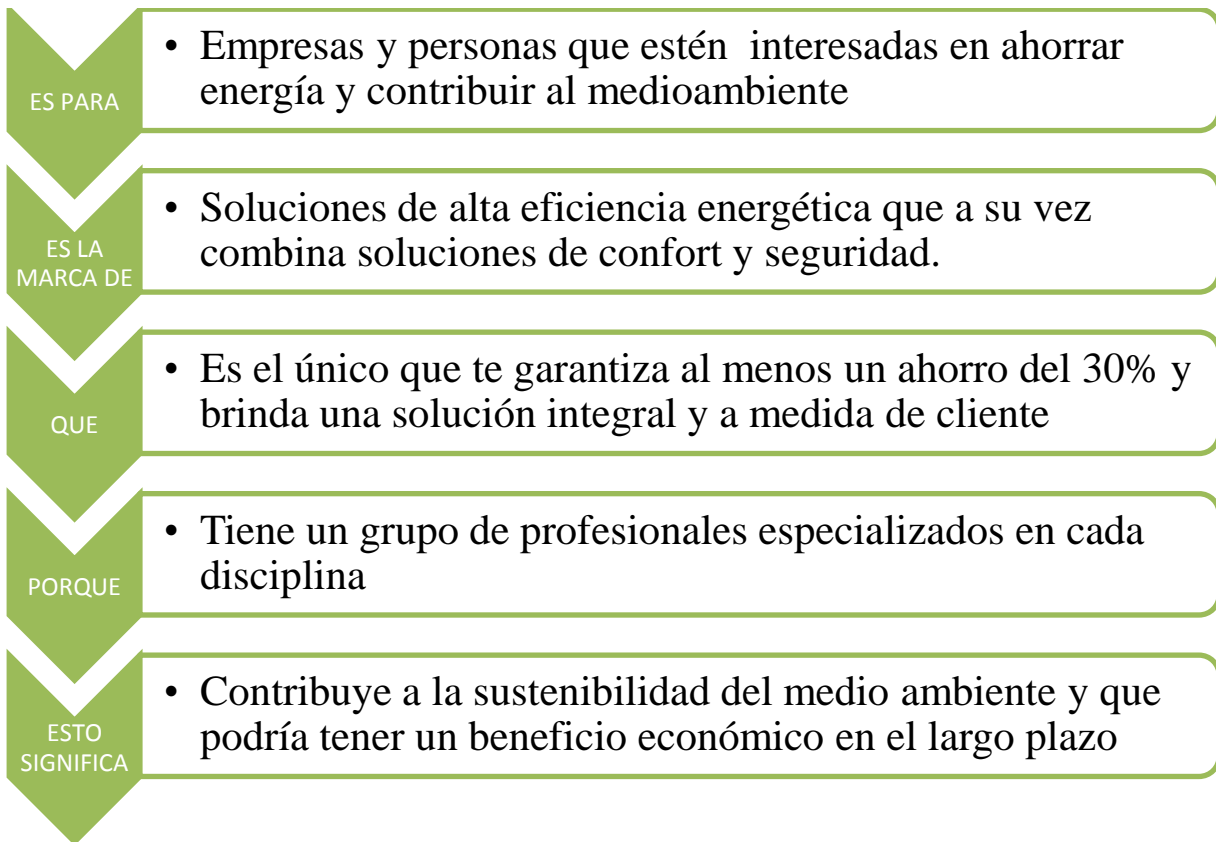 ES PARA
• Empresas y personas que estén  interesadas en ahorrar
energía y contribuir al medioambiente
ES LA
MARCA DE
• Soluciones de alta eficiencia energética que a su vez
combina soluciones de confort y seguridad.
QUE
• Es el único que te garantiza al menos un ahorro del 30% y
brinda una solución integral y a medida de cliente
PORQUE
• Tiene un grupo de profesionales especializados en cada
disciplina
ESTO
SIGNIFICA
• Contribuye a la sustenibilidad del medio ambiente y que
podría tener un beneficio económico en el largo plazo